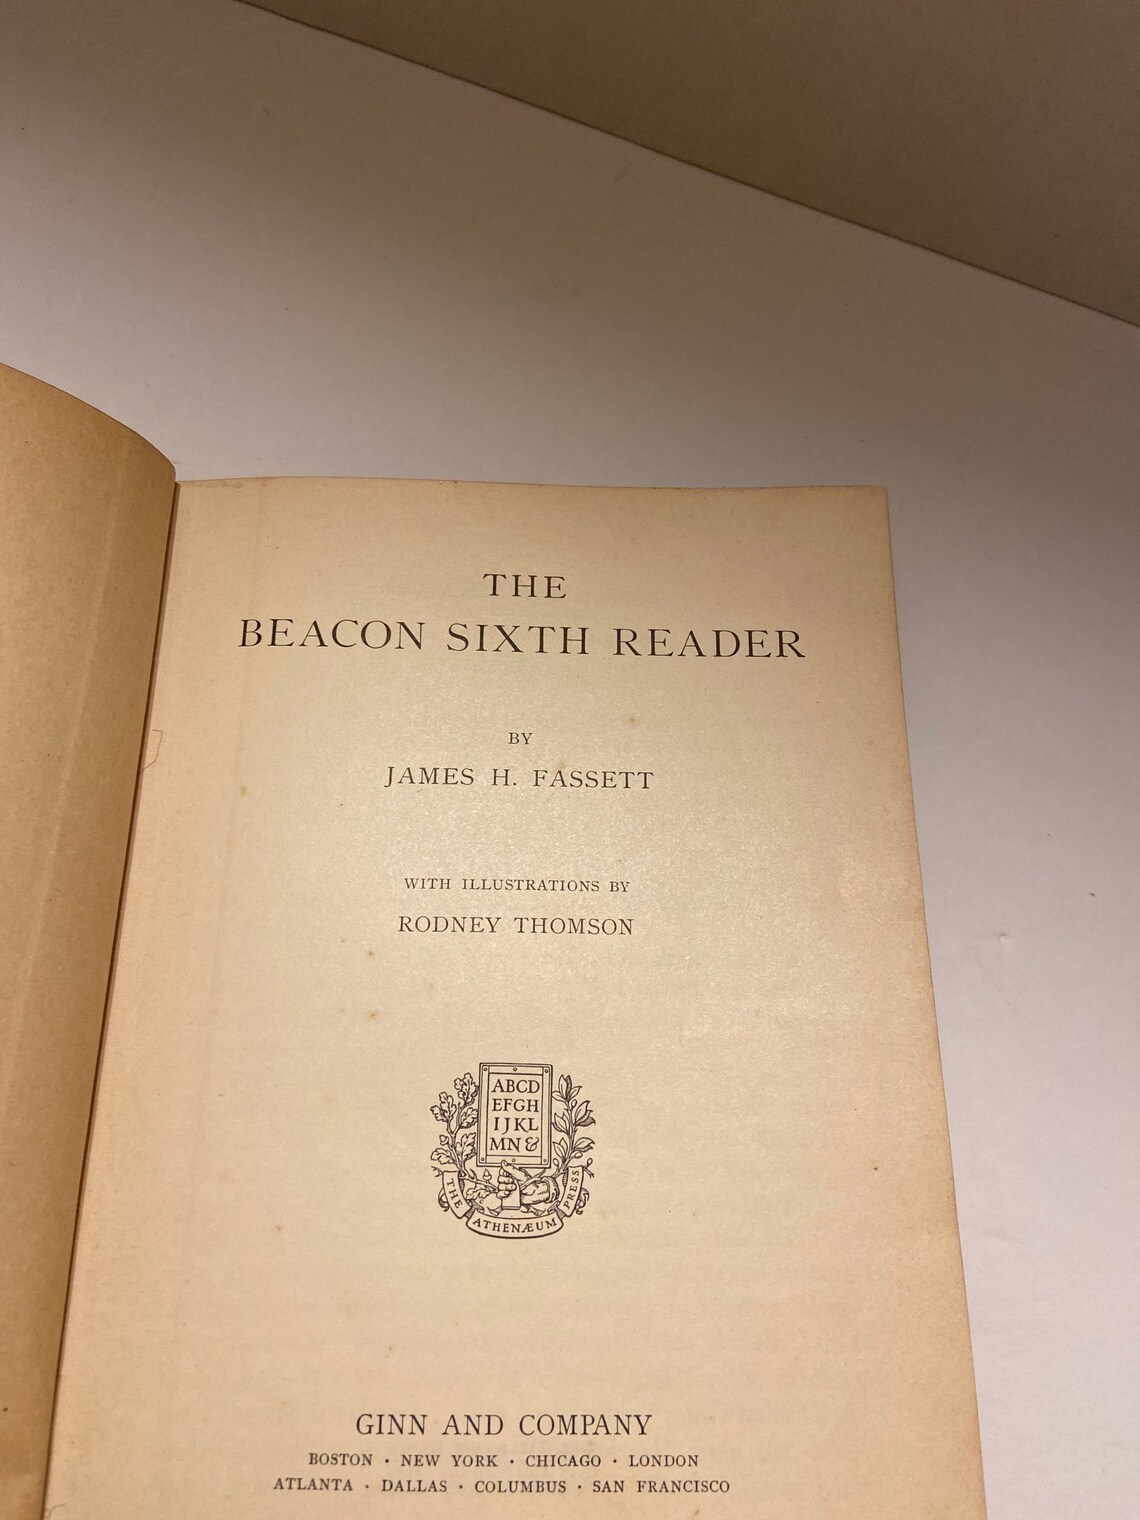 THE
BEACON SIXTH READER
BY
JAMES H. FASSETT
WITH ILLUSTRATIONS BY
RODNEY THOMSON
ABCD
EFGH
IJKL
MN &
THE ATHENÆUM PRESS
GINN AND COMPANY
BOSTON · NEW YORK · CHICAGO · LONDON
ATLANTA · DALLAS · COLUMBUS · SAN FRANCISCO